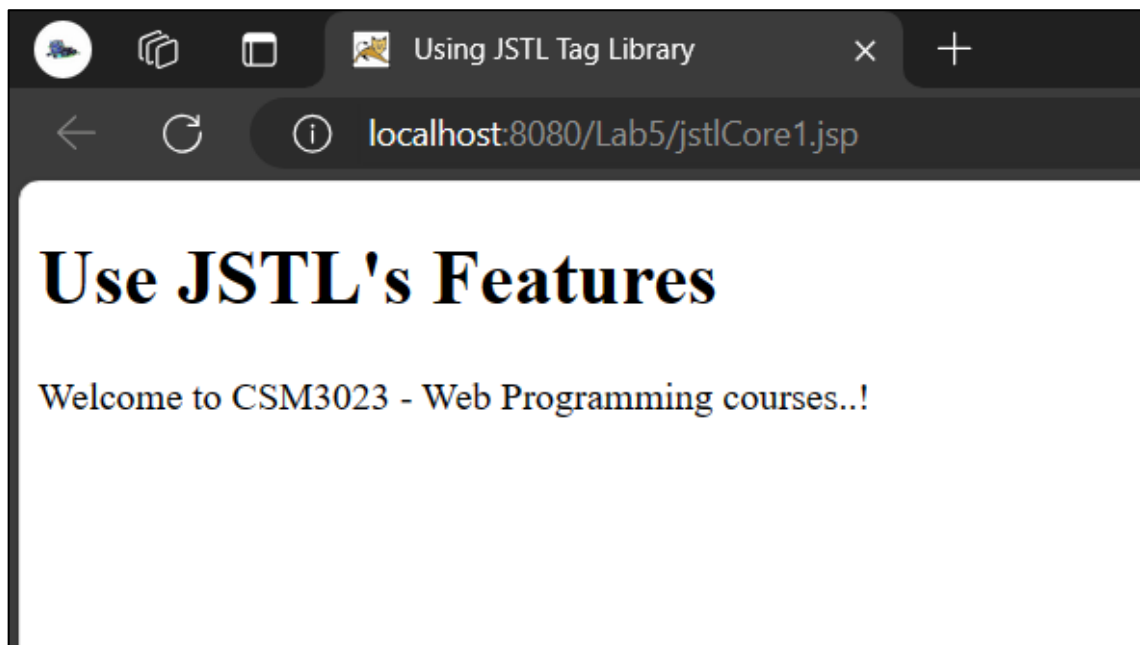 Using JSTL Tag Library
localhost:8080/Lab5/jstlCore1.jsp
Use JSTL's Features
Welcome to CSM3023 - Web Programming courses..!